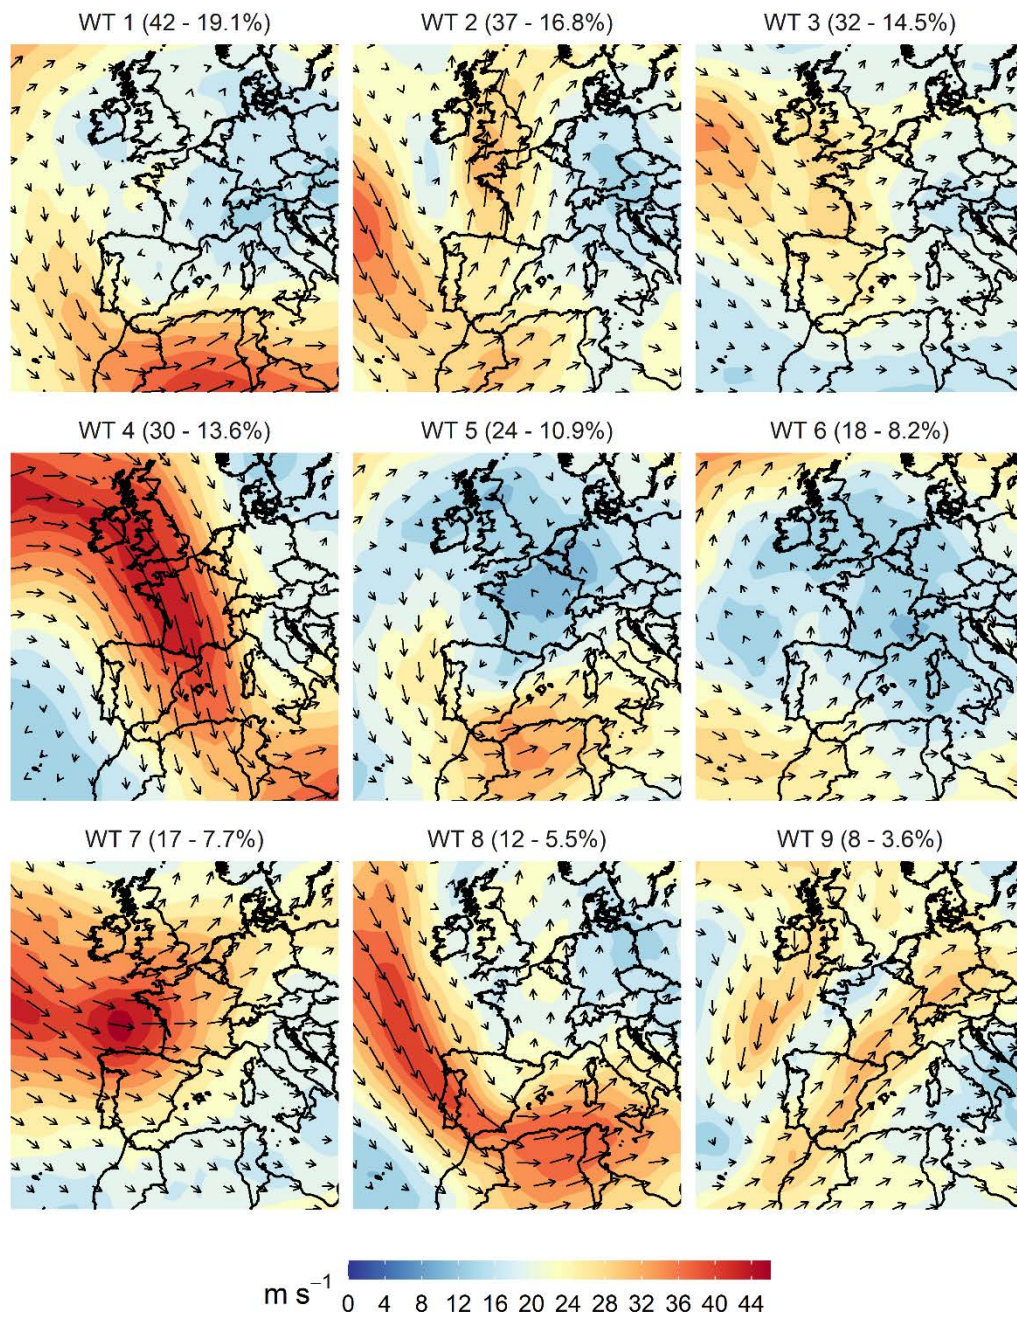 WT 1 (42 - 19.1%) WT 2 (37 - 16.8%) WT 3 (32 - 14.5%)
WT 4 (30 - 13.6%) WT 5 (24 - 10.9%) WT 6 (18 - 8.2%)
WT 7 (17 - 7.7%) WT 8 (12 - 5.5%) WT 9 (8 - 3.6%)
m s⁻¹
0 4 8 12 16 20 24 28 32 36 40 44